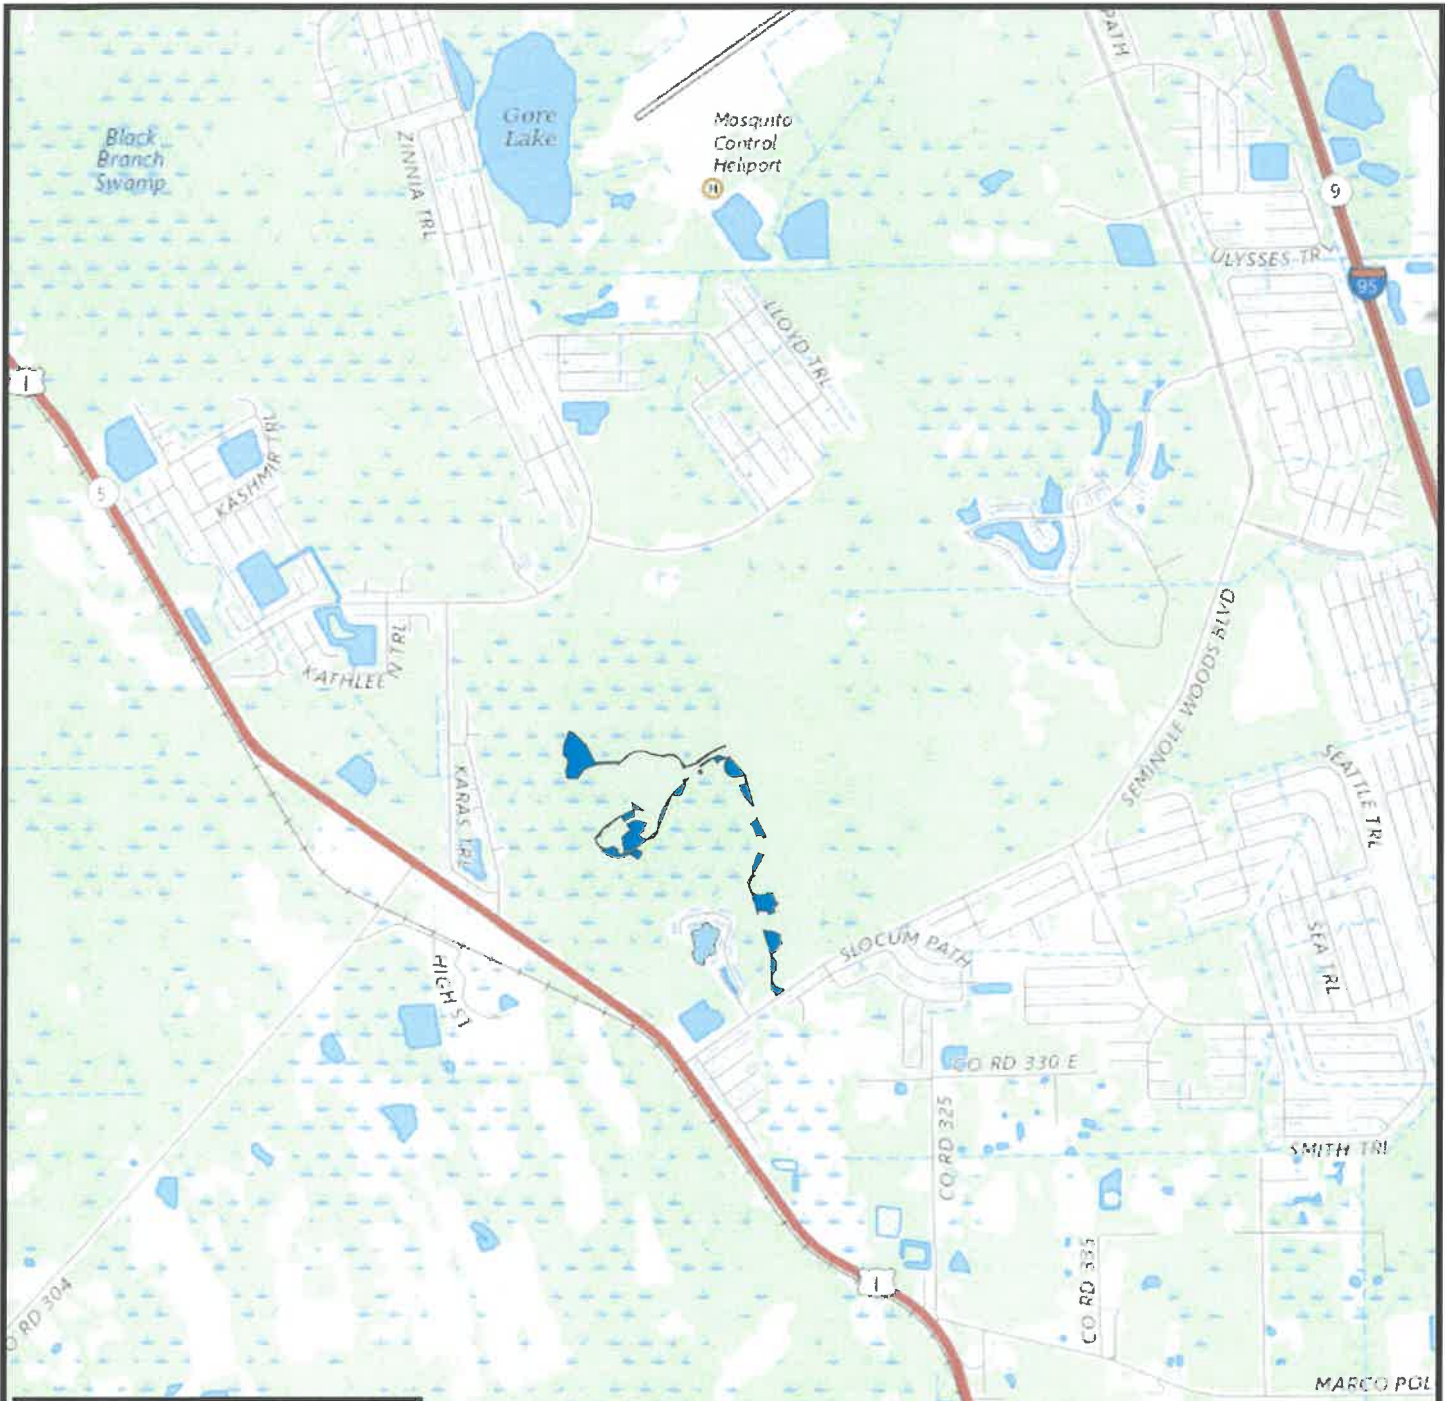 PATH
Gore
Lake
Mosquito
Control
Heliport
H
Black
Branch
Swamp
ZINNIA TRL
9
ULYSSES TRL
95
LLOYD TRL
1
KASHMIR TRL
5
SEMINOLE WOODS BLVD
KATHLEE
N TRL
SEATTLE TRL
KARAS TRL
SLOCUM PATH
SEA TRL
HIGH ST
CO RD 330 E
CO RD 325
SMITH TRL
CO RD 335
1
O RD 304
MARCO POL